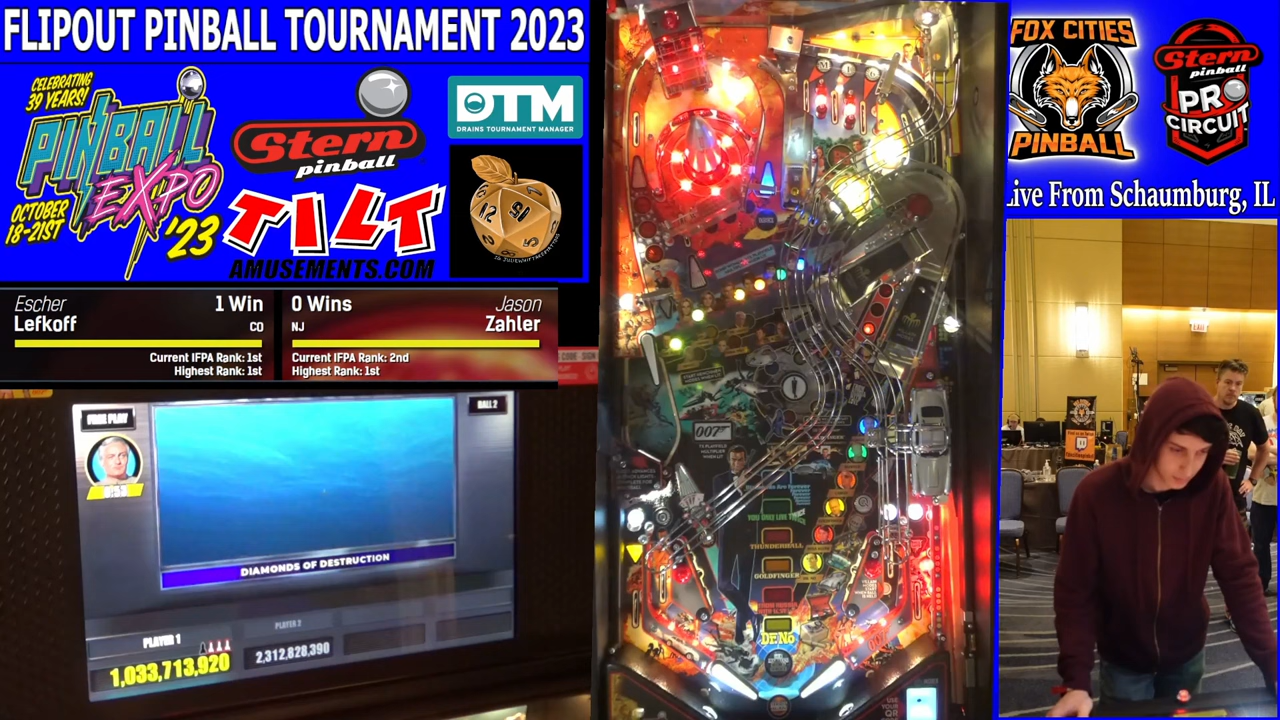 FLIPOUT PINBALL TOURNAMENT 2023
CELEBRATING
39 YEARS!
PINBALL
EXPO
'23
OCTOBER
18-21ST
Stern
pinball
TILT
AMUSEMENTS.COM
DTM
DRAINS TOURNAMENT MANAGER
FOX CITIES
PINBALL
Stern
pinball
PRO
CIRCUIT
Live From Schaumburg, IL
Escher
Lefkoff
1 Win
CO
Current IFPA Rank: 1st
Highest Rank: 1st
0 Wins
NJ
Jason
Zahler
Current IFPA Rank: 2nd
Highest Rank: 1st
FREE PLAY
BALL 2
DIAMONDS OF DESTRUCTION
PLAYER 1
1,033,713,920
PLAYER 2
2,312,828,390
007
YOU ONLY LIVE TWICE
THUNDERBALL
GOLDFINGER
DR. NO